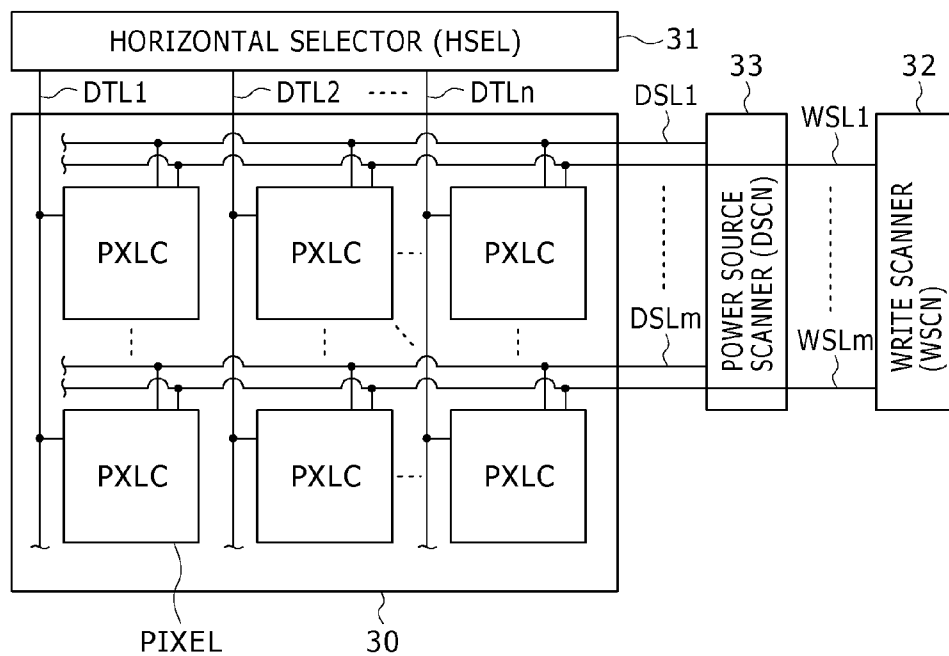 HORIZONTAL SELECTOR (HSEL)
31
DTL1
DTL2
DTLn
DSL1
33
32
WSL1
PXLC
PXLC
PXLC
POWER SOURCE
SCANNER (DSCN)
WRITE SCANNER
(WSCN)
DSLm
WSLm
PXLC
PXLC
PXLC
PIXEL
30